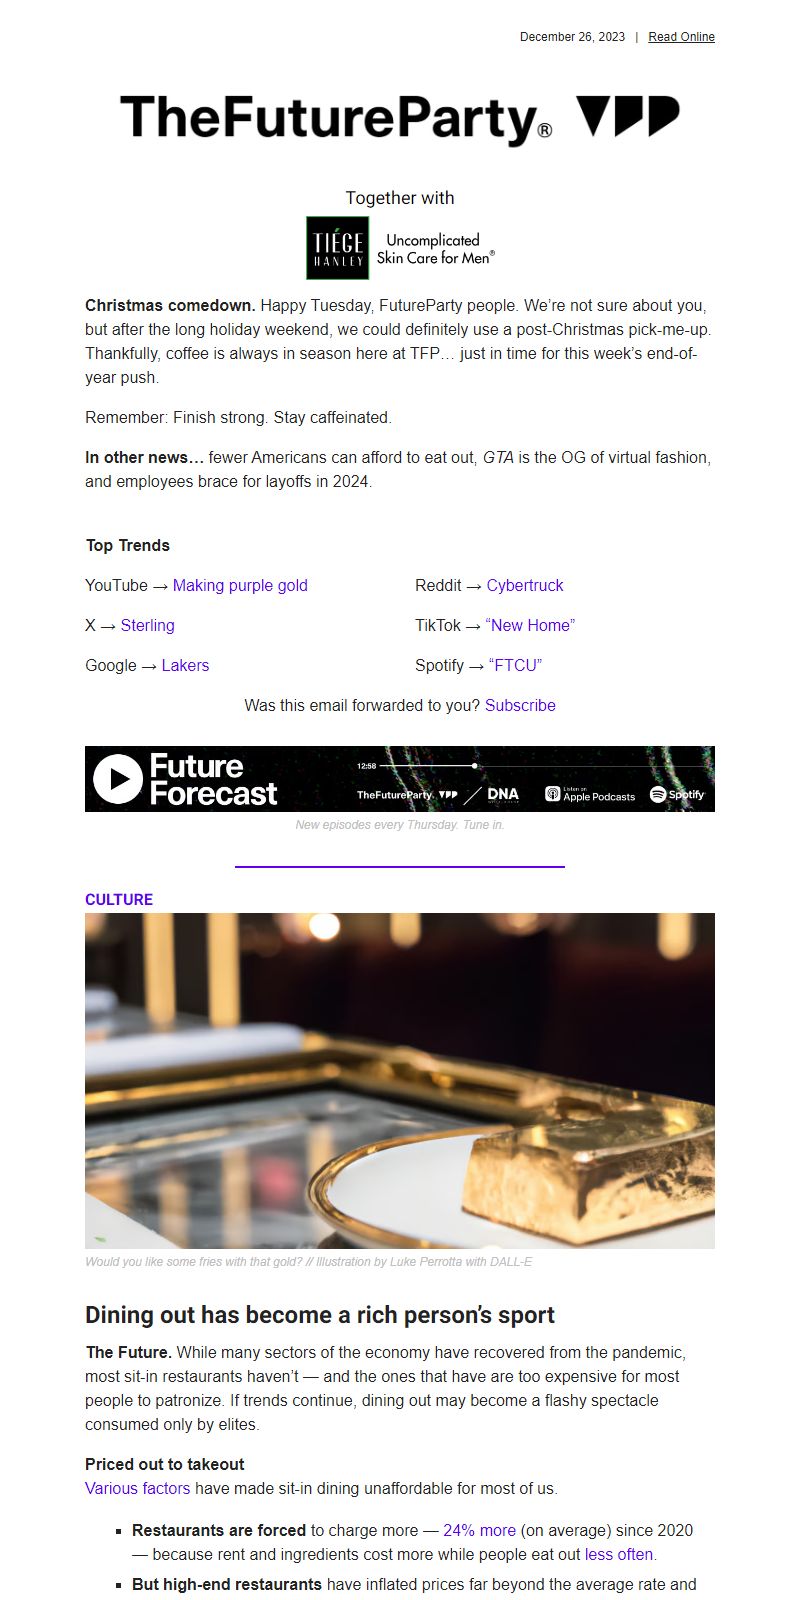 December 26, 2023 | Read Online
TheFutureParty®
Together with
TIÉGE
HANLEY
Uncomplicated
Skin Care for Men®
Christmas comedown. Happy Tuesday, FutureParty people. We’re not sure about you,
but after the long holiday weekend, we could definitely use a post-Christmas pick-me-up.
Thankfully, coffee is always in season here at TFP… just in time for this week’s end-of-
year push.
Remember: Finish strong. Stay caffeinated.
In other news… fewer Americans can afford to eat out, GTA is the OG of virtual fashion,
and employees brace for layoffs in 2024.
Top Trends
YouTube → Making purple gold
Reddit → Cybertruck
X → Sterling
TikTok → “New Home”
Google → Lakers
Spotify → “FTCU”
Was this email forwarded to you? Subscribe
Future
Forecast
12:58
TheFutureParty
DNA
Listen on
Apple Podcasts
Spotify
New episodes every Thursday. Tune in.
CULTURE
Would you like some fries with that gold? // Illustration by Luke Perrotta with DALL-E
Dining out has become a rich person’s sport
The Future. While many sectors of the economy have recovered from the pandemic,
most sit-in restaurants haven’t — and the ones that have are too expensive for most
people to patronize. If trends continue, dining out may become a flashy spectacle
consumed only by elites.
Priced out to takeout
Various factors have made sit-in dining unaffordable for most of us.
▪ Restaurants are forced to charge more — 24% more (on average) since 2020
— because rent and ingredients cost more while people eat out less often.
▪ But high-end restaurants have inflated prices far beyond the average rate and